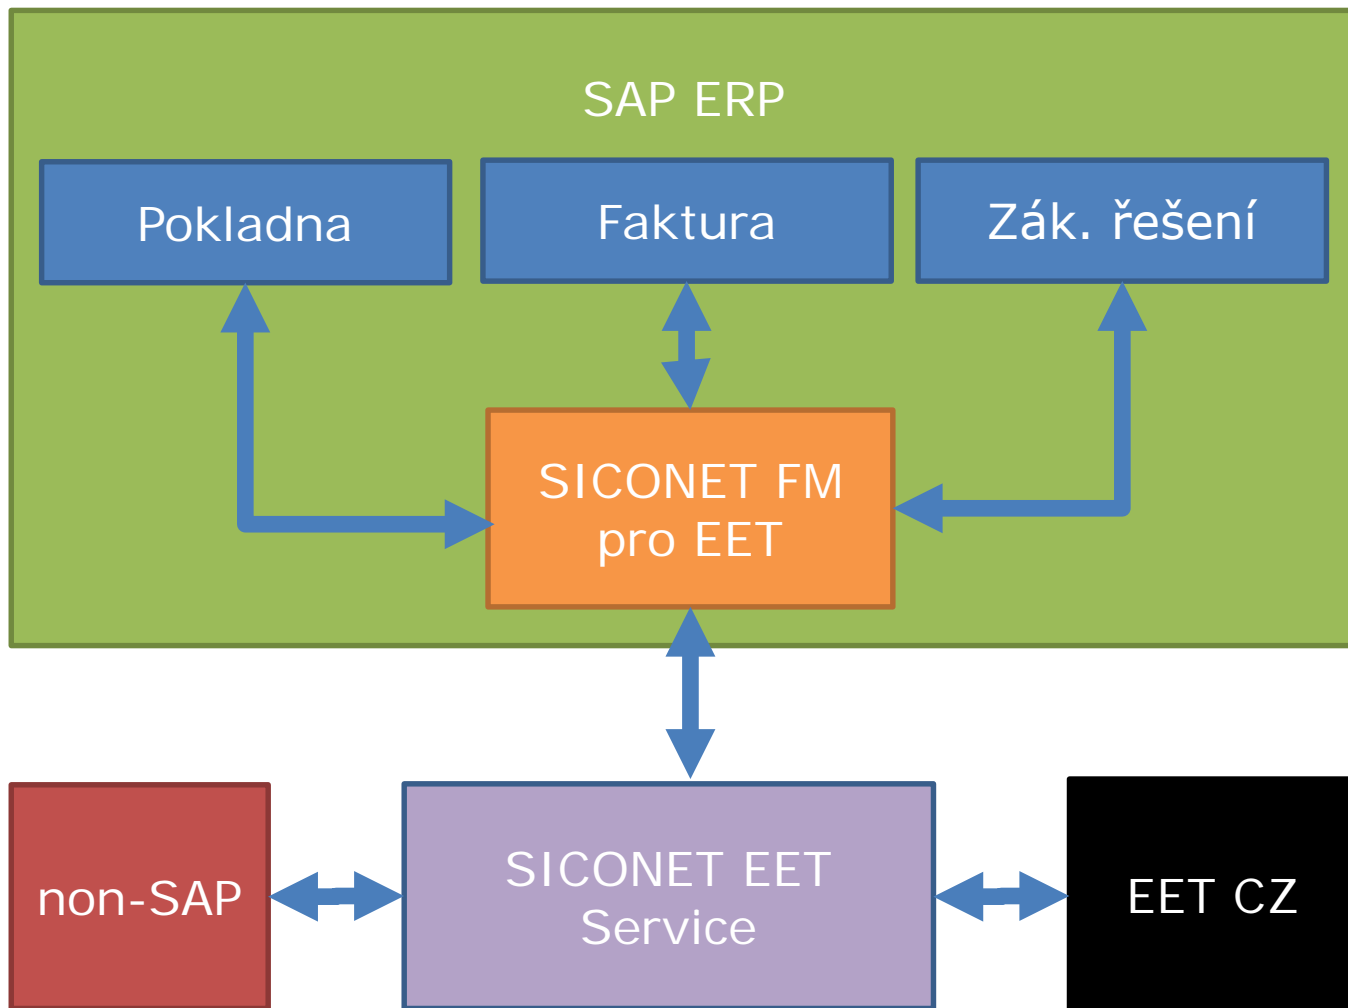 SAP ERP
Pokladna
Faktura
Zák. řešení
SICONET FM
pro EET
non-SAP
SICONET EET
Service
EET CZ